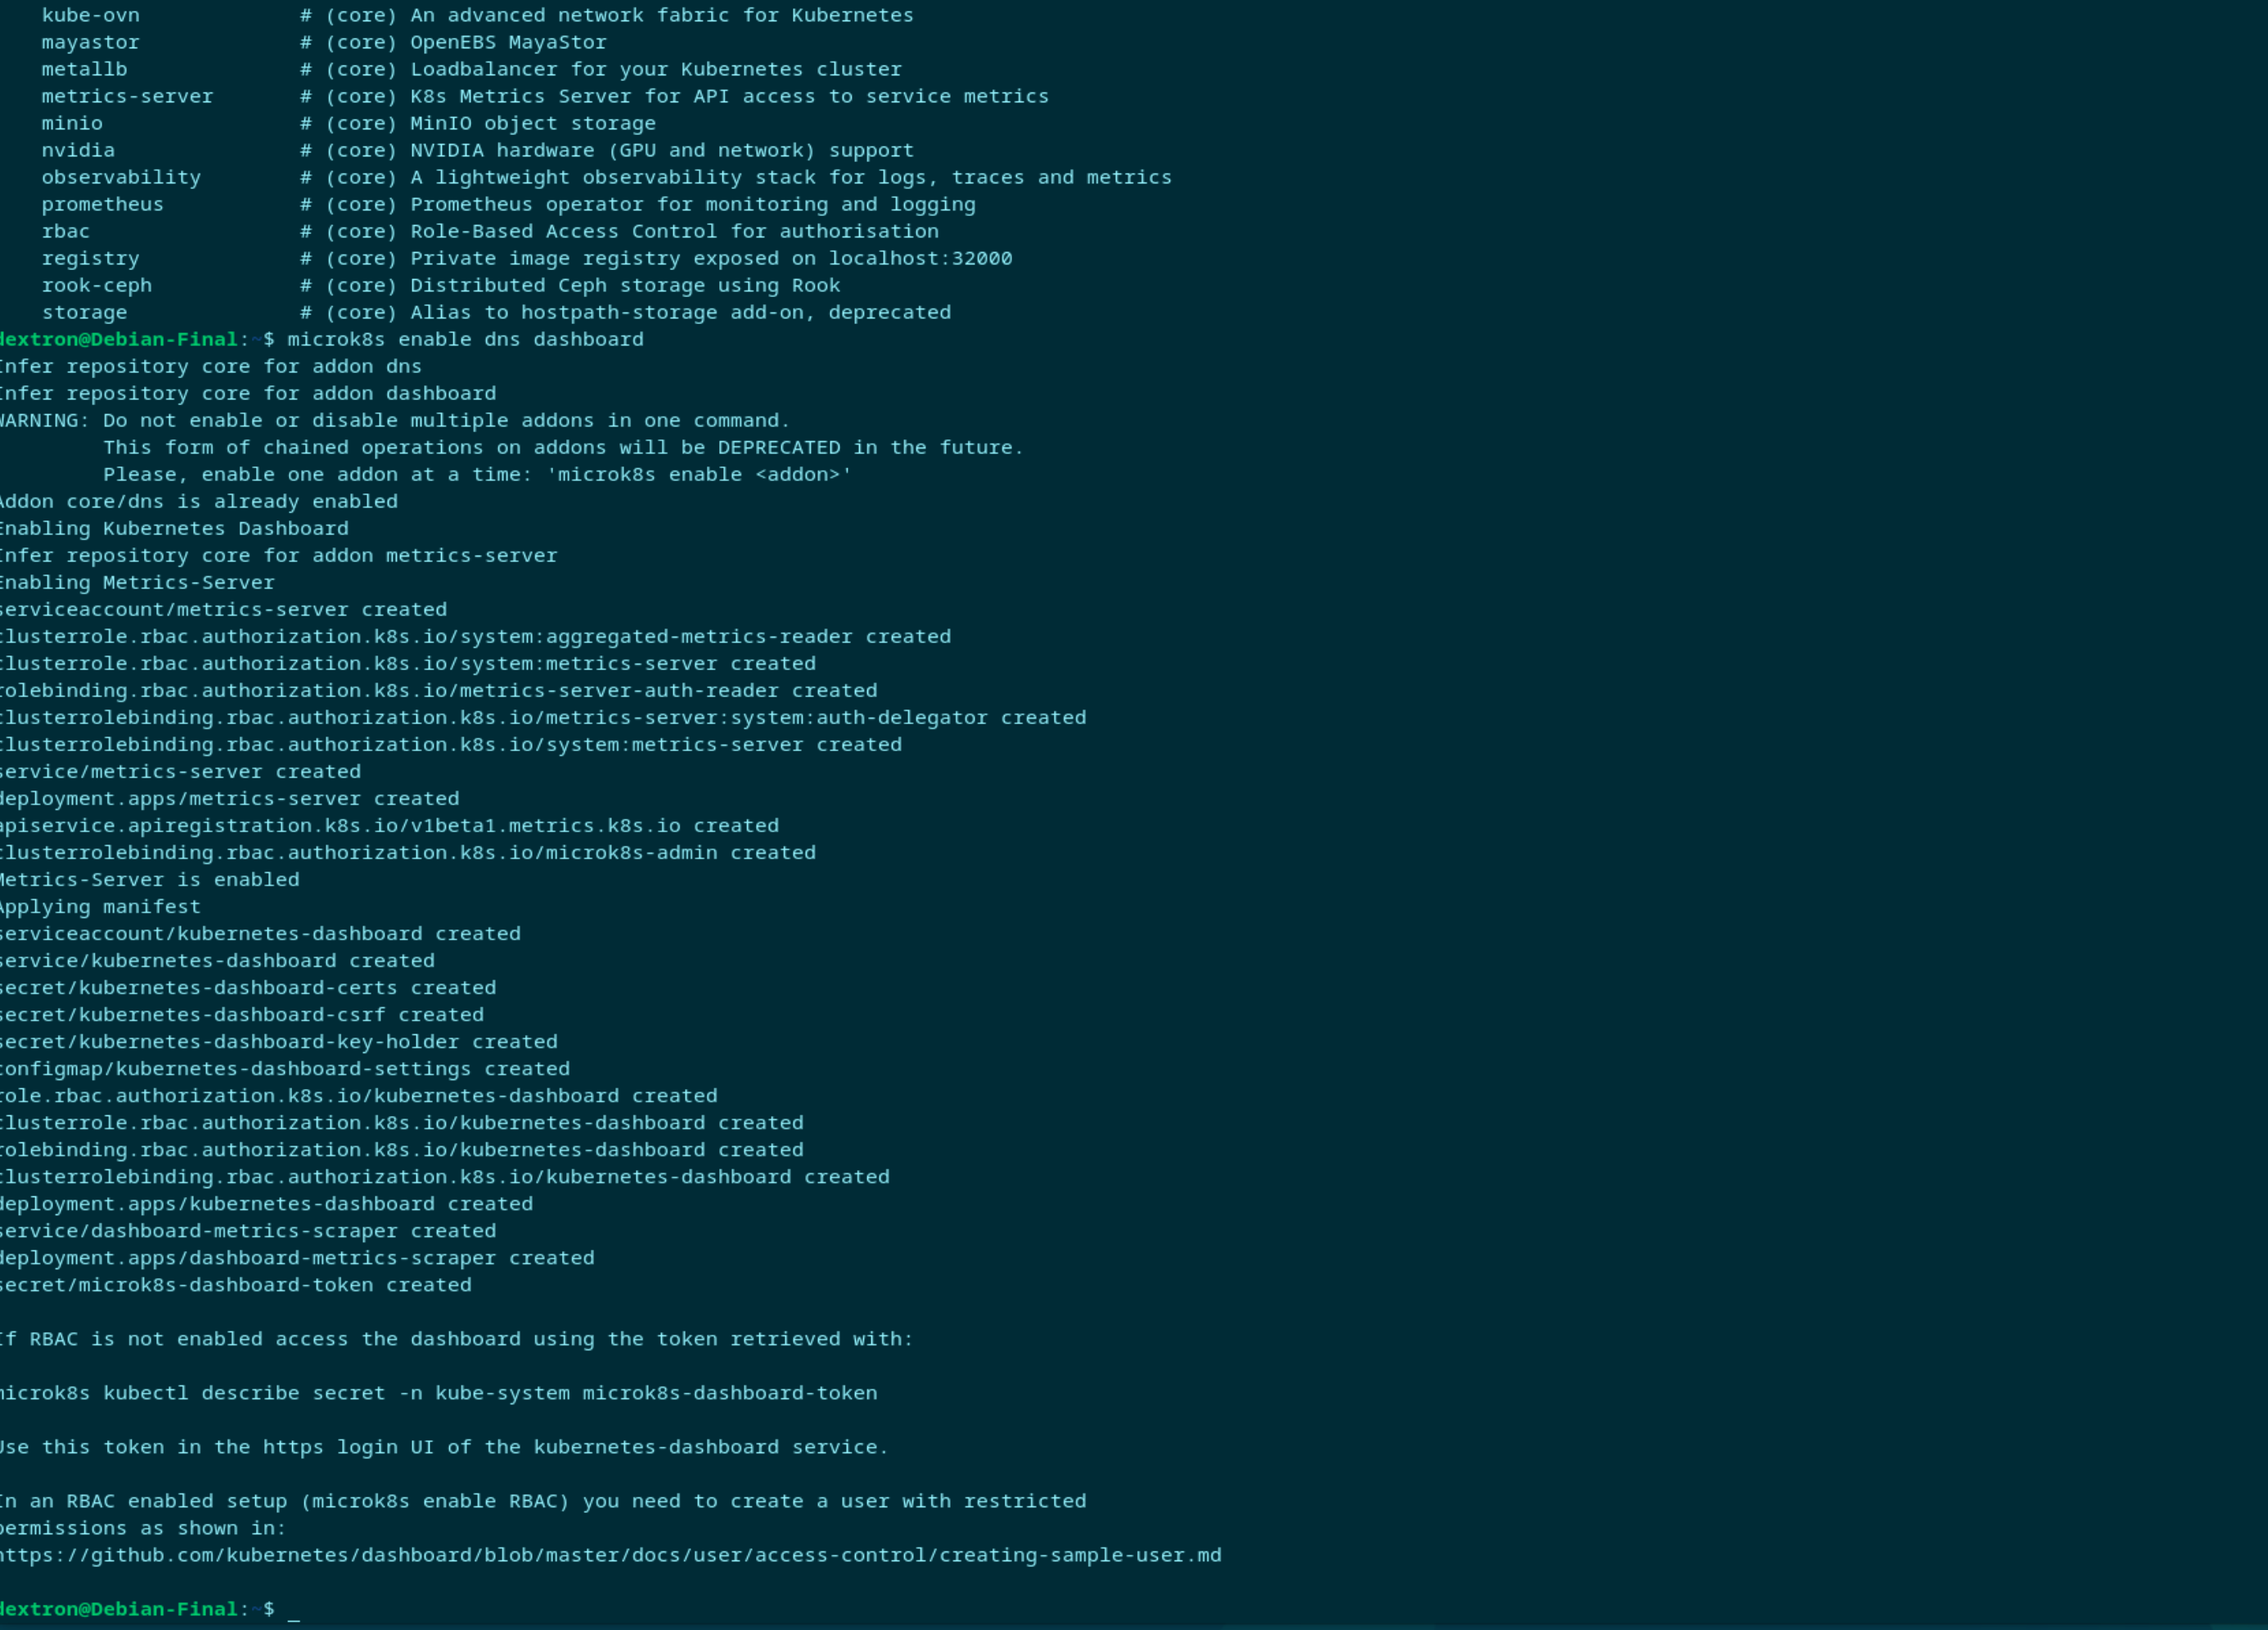 kube-ovn # (core) An advanced network fabric for Kubernetes
mayastor # (core) OpenEBS MayaStor
metallb # (core) Loadbalancer for your Kubernetes cluster
metrics-server # (core) K8s Metrics Server for API access to service metrics
minio # (core) MinIO object storage
nvidia # (core) NVIDIA hardware (GPU and network) support
observability # (core) A lightweight observability stack for logs, traces and metrics
prometheus # (core) Prometheus operator for monitoring and logging
rbac # (core) Role-Based Access Control for authorisation
registry # (core) Private image registry exposed on localhost:32000
rook-ceph # (core) Distributed Ceph storage using Rook
storage # (core) Alias to hostpath-storage add-on, deprecated
dextron@Debian-Final:~$ microk8s enable dns dashboard
Infer repository core for addon dns
Infer repository core for addon dashboard
WARNING: Do not enable or disable multiple addons in one command.
This form of chained operations on addons will be DEPRECATED in the future.
Please, enable one addon at a time: 'microk8s enable <addon>'
Addon core/dns is already enabled
Enabling Kubernetes Dashboard
Infer repository core for addon metrics-server
Enabling Metrics-Server
serviceaccount/metrics-server created
clusterrole.rbac.authorization.k8s.io/system:aggregated-metrics-reader created
clusterrole.rbac.authorization.k8s.io/system:metrics-server created
rolebinding.rbac.authorization.k8s.io/metrics-server-auth-reader created
clusterrolebinding.rbac.authorization.k8s.io/metrics-server:system:auth-delegator created
clusterrolebinding.rbac.authorization.k8s.io/system:metrics-server created
service/metrics-server created
deployment.apps/metrics-server created
apiservice.apiregistration.k8s.io/v1beta1.metrics.k8s.io created
clusterrolebinding.rbac.authorization.k8s.io/microk8s-admin created
Metrics-Server is enabled
Applying manifest
serviceaccount/kubernetes-dashboard created
service/kubernetes-dashboard created
secret/kubernetes-dashboard-certs created
secret/kubernetes-dashboard-csrf created
secret/kubernetes-dashboard-key-holder created
configmap/kubernetes-dashboard-settings created
role.rbac.authorization.k8s.io/kubernetes-dashboard created
clusterrole.rbac.authorization.k8s.io/kubernetes-dashboard created
rolebinding.rbac.authorization.k8s.io/kubernetes-dashboard created
clusterrolebinding.rbac.authorization.k8s.io/kubernetes-dashboard created
deployment.apps/kubernetes-dashboard created
service/dashboard-metrics-scraper created
deployment.apps/dashboard-metrics-scraper created
secret/microk8s-dashboard-token created
If RBAC is not enabled access the dashboard using the token retrieved with:
microk8s kubectl describe secret -n kube-system microk8s-dashboard-token
Use this token in the https login UI of the kubernetes-dashboard service.
In an RBAC enabled setup (microk8s enable RBAC) you need to create a user with restricted
permissions as shown in:
https://github.com/kubernetes/dashboard/blob/master/docs/user/access-control/creating-sample-user.md
dextron@Debian-Final:~$ _